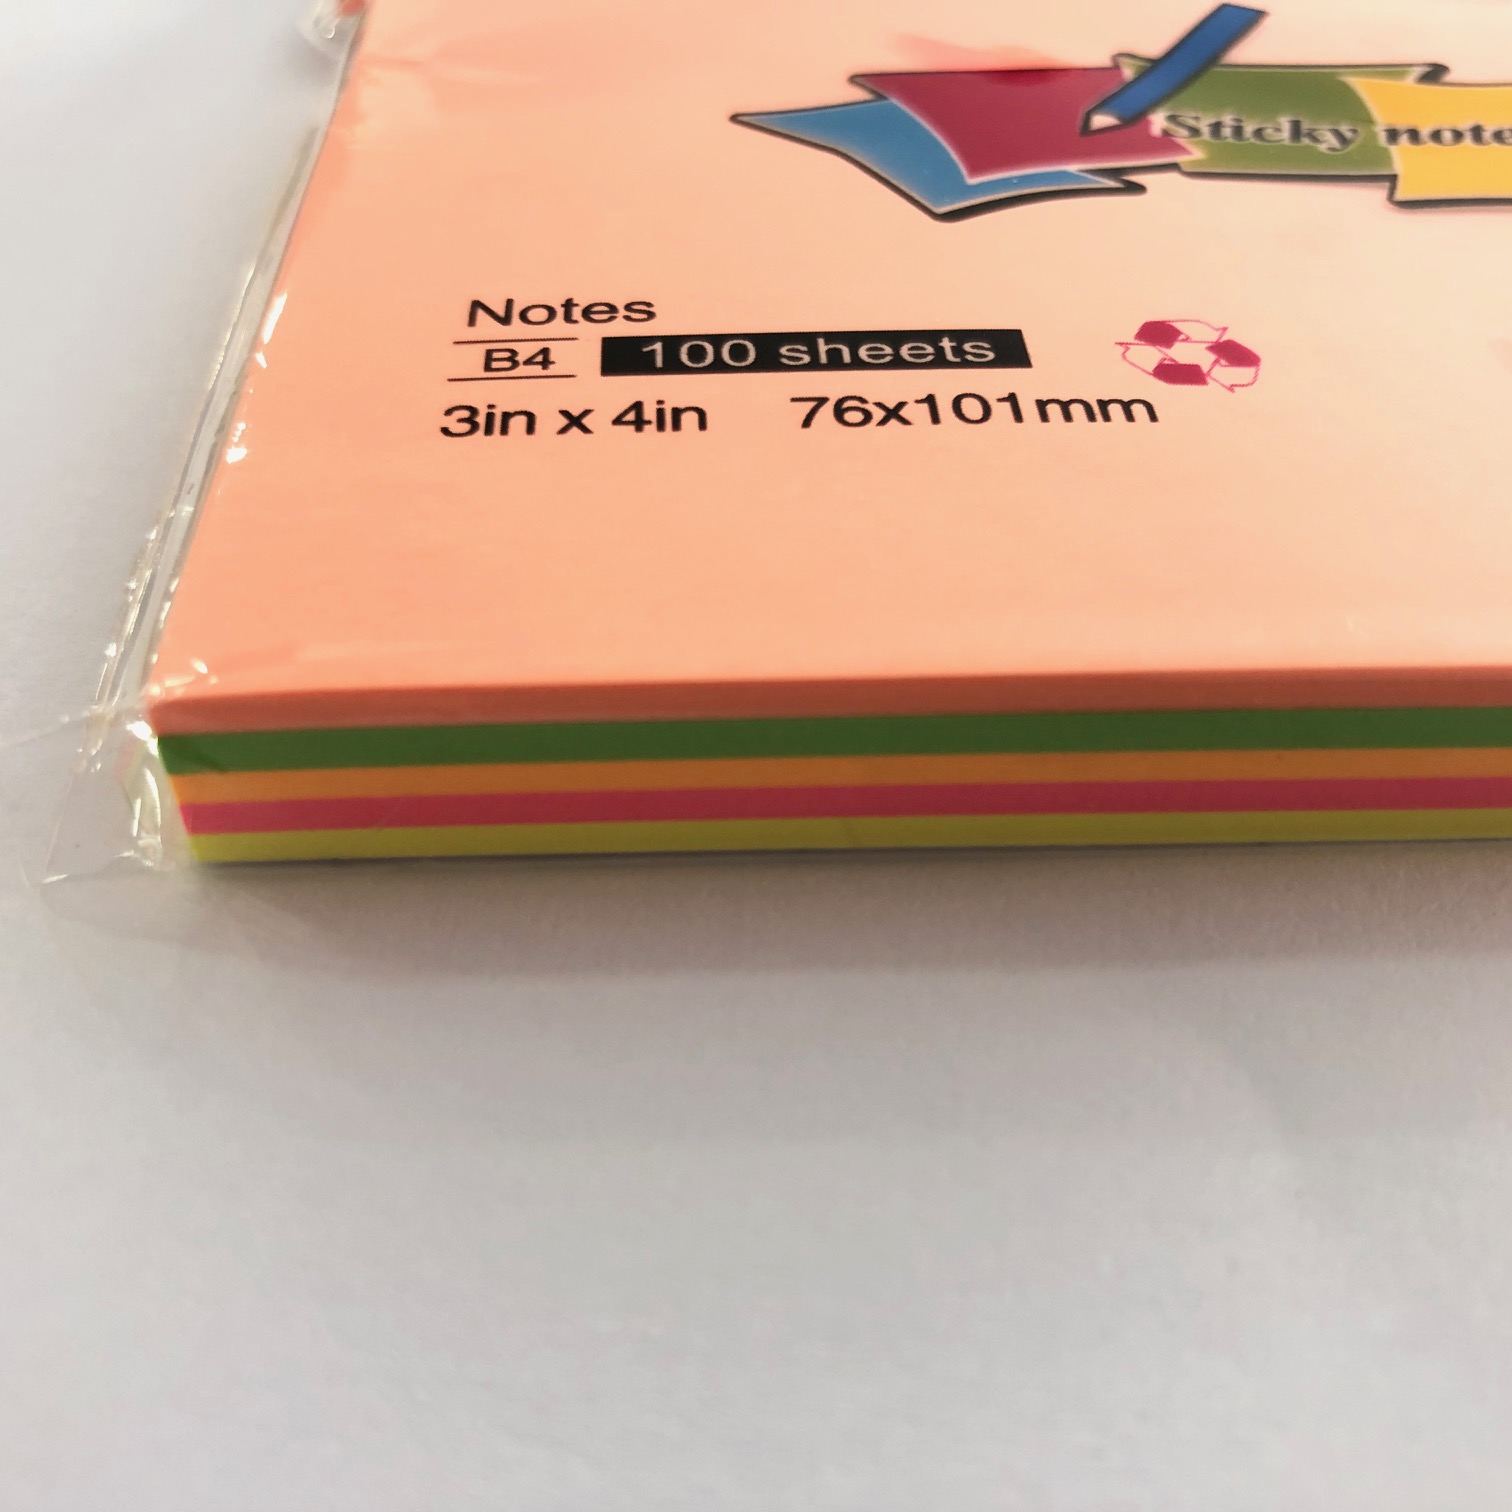 Sticky note
Notes
B4 100 sheets
3in x 4in 76x101mm